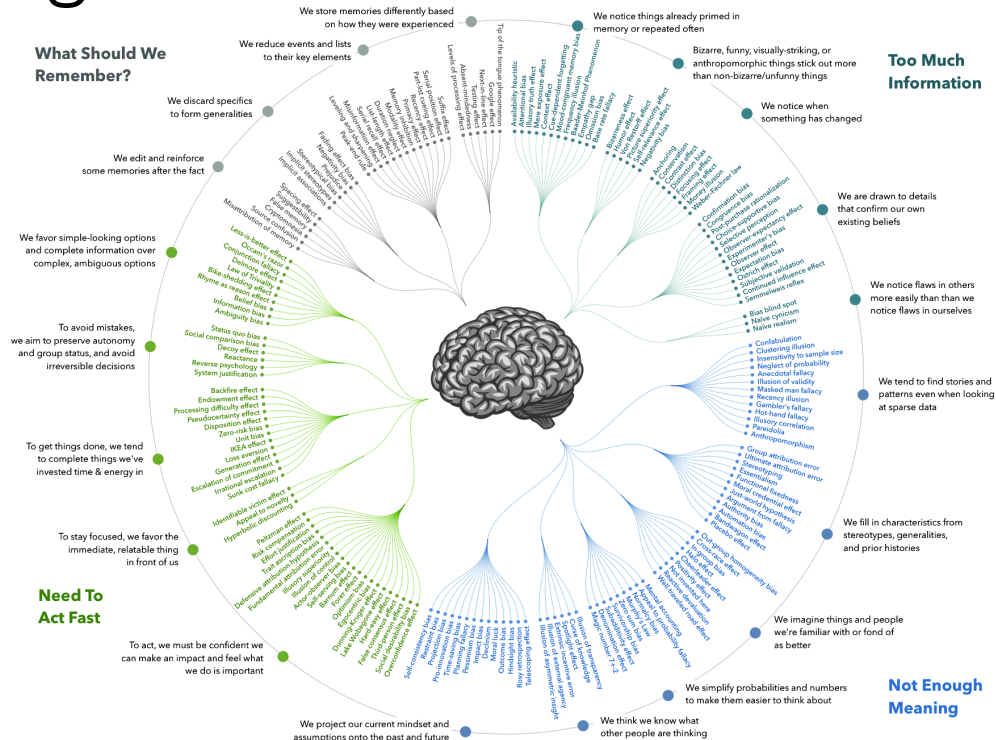 What Should We
Remember?
We store memories differently based
on how they were experienced
We reduce events and lists
to their key elements
We discard specifics
to form generalities
We edit and reinforce
some memories after the fact
Tip of the tongue phenomenon
Google effect
Next-in-line effect
Testing effect
Absent-mindedness
Levels of processing effect
Suffix effect
Serial position effect
Part-list cueing effect
Recency effect
Primacy effect
Memory inhibition
Modality effect
Duration neglect
List-length effect
Serial recall effect
Misinformation effect
Leveling and sharpening
Peak-end rule
Fading affect bias
Negativity bias
Prejudice
Stereotypical bias
Implicit stereotypes
Implicit associations
Spacing effect
Suggestibility
False memory
Cryptomnesia
Source confusion
Misattribution of memory
Too Much
Information
We notice things already primed in
memory or repeated often
Bizarre, funny, visually-striking, or
anthropomorphic things stick out more
than non-bizarre/unfunny things
We notice when
something has changed
We are drawn to details
that confirm our own
existing beliefs
We notice flaws in others
more easily than than we
notice flaws in ourselves
Availability heuristic
Attentional bias
Illusory truth effect
Mere exposure effect
Context effect
Cue-dependent forgetting
Mood-congruent memory bias
Frequency illusion
Baader-Meinhof Phenomenon
Empathy gap
Omission bias
Base rate fallacy
Bizarreness effect
Humor effect
Von Restorff effect
Picture superiority effect
Self-relevance effect
Negativity bias
Anchoring
Conservatism
Contrast effect
Distinction bias
Focusing effect
Framing effect
Money illusion
Weber-Fechner law
Confirmation bias
Congruence bias
Post-purchase rationalization
Choice-supportive bias
Selective perception
Observer-expectancy effect
Experimenter's bias
Observer effect
Expectation bias
Ostrich effect
Subjective validation
Continued influence effect
Semmelweis reflex
Bias blind spot
Naïve cynicism
Naïve realism
We tend to find stories and
patterns even when looking
at sparse data
We fill in characteristics from
stereotypes, generalities,
and prior histories
We imagine things and people
we're familiar with or fond of
as better
We simplify probabilities and numbers
to make them easier to think about
We think we know what
other people are thinking
We project our current mindset and
assumptions onto the past and future
Not Enough
Meaning
Confabulation
Clustering illusion
Insensitivity to sample size
Neglect of probability
Anecdotal fallacy
Illusion of validity
Masked man fallacy
Recency illusion
Gambler's fallacy
Hot-hand fallacy
Illusory correlation
Pareidolia
Anthropomorphism
Group attribution error
Ultimate attribution error
Stereotyping
Essentialism
Functional fixedness
Moral credential effect
Just-world hypothesis
Argument from fallacy
Authority bias
Automation bias
Bandwagon effect
Placebo effect
Out-group homogeneity bias
Cross-race effect
In-group bias
Halo effect
Cheerleader effect
Positivity effect
Not invented here
Reactive devaluation
Well-traveled road effect
Mental accounting
Appeal to probability fallacy
Normalcy bias
Murphy's Law
Zero sum bias
Survivorship bias
Subadditivity effect
Denomination effect
Magic number 7+-2
Illusion of transparency
Curse of knowledge
Spotlight effect
Extrinsic incentive error
Illusion of external agency
Illusion of asymmetric insight
Telescoping effect
Rosy retrospection
Hindsight bias
Outcome bias
Moral luck
Declinism
Impact bias
Pessimism bias
Planning fallacy
Time-saving bias
Pro-innovation bias
Projection bias
Restraint bias
Self-consistency bias
We favor simple-looking options
and complete information over
complex, ambiguous options
To avoid mistakes,
we aim to preserve autonomy
and group status, and avoid
irreversible decisions
To get things done, we tend
to complete things we've
invested time & energy in
To stay focused, we favor the
immediate, relatable thing
in front of us
Need To
Act Fast
To act, we must be confident we
can make an impact and feel what
we do is important
Less-is-better effect
Occam's razor
Conjunction fallacy
Delmore effect
Law of Triviality
Bike-shedding effect
Rhyme as reason effect
Belief bias
Information bias
Ambiguity bias
Status quo bias
Social comparison bias
Decoy effect
Reactance
Reverse psychology
System justification
Backfire effect
Endowment effect
Processing difficulty effect
Pseudocertainty effect
Disposition effect
Zero-risk bias
Unit bias
IKEA effect
Loss aversion
Generation effect
Escalation of commitment
Irrational escalation
Sunk cost fallacy
Identifiable victim effect
Appeal to novelty
Hyperbolic discounting
Peltzman effect
Risk compensation
Effort justification
Trait ascription bias
Defensive attribution hypothesis
Fundamental attribution error
Illusory superiority
Illusion of control
Actor-observer bias
Self-serving bias
Barnum effect
Forer effect
Optimism bias
Egocentric bias
Dunning-Kruger effect
Lake Wobegone effect
Hard-easy effect
False consensus effect
Third-person effect
Social desirability bias
Overconfidence effect